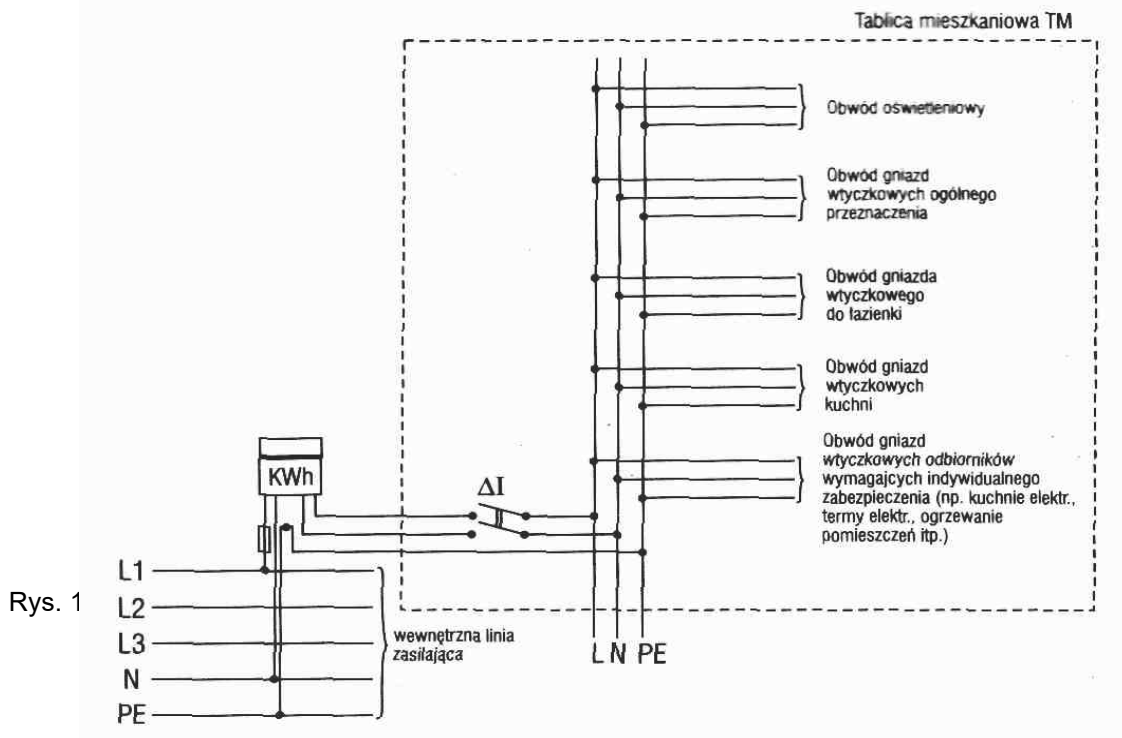 Tablica mieszkaniowa TM
Obwód oświetleniowy
Obwód gniazd
wtyczkowych ogólnego
przeznaczenia
Obwód gniazda
wtyczkowego
do łazienki
Obwód gniazd
wtyczkowych
kuchni
Obwód gniazd
wtyczkowych odbiorników
wymagajcych indywidualnego
zabezpieczenia (np. kuchnie elektr.,
termy elektr., ogrzewanie
pomieszczeń itp.)
KWh
ΔI
L1
Rys. 1
L2
L3
wewnętrzna linia
zasilająca
L N PE
N
PE